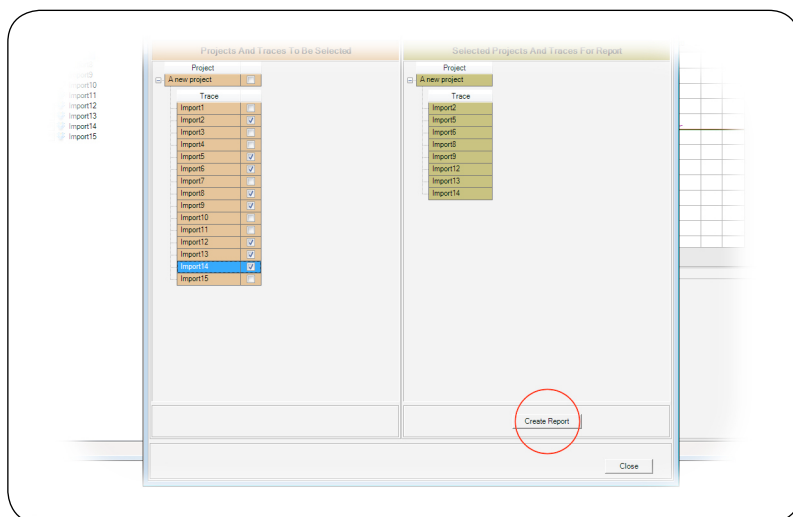 Projects And Traces To Be Selected
Selected Projects And Traces For Report
Project
A new project
Trace
Import1
Import2
Import3
Import4
Import5
Import6
Import7
Import8
Import9
Import10
Import11
Import12
Import13
Import14
Import15
Project
A new project
Trace
Import2
Import5
Import6
Import8
Import9
Import12
Import13
Import14
Create Report
Close
Import11
Import12
Import13
Import14
Import15